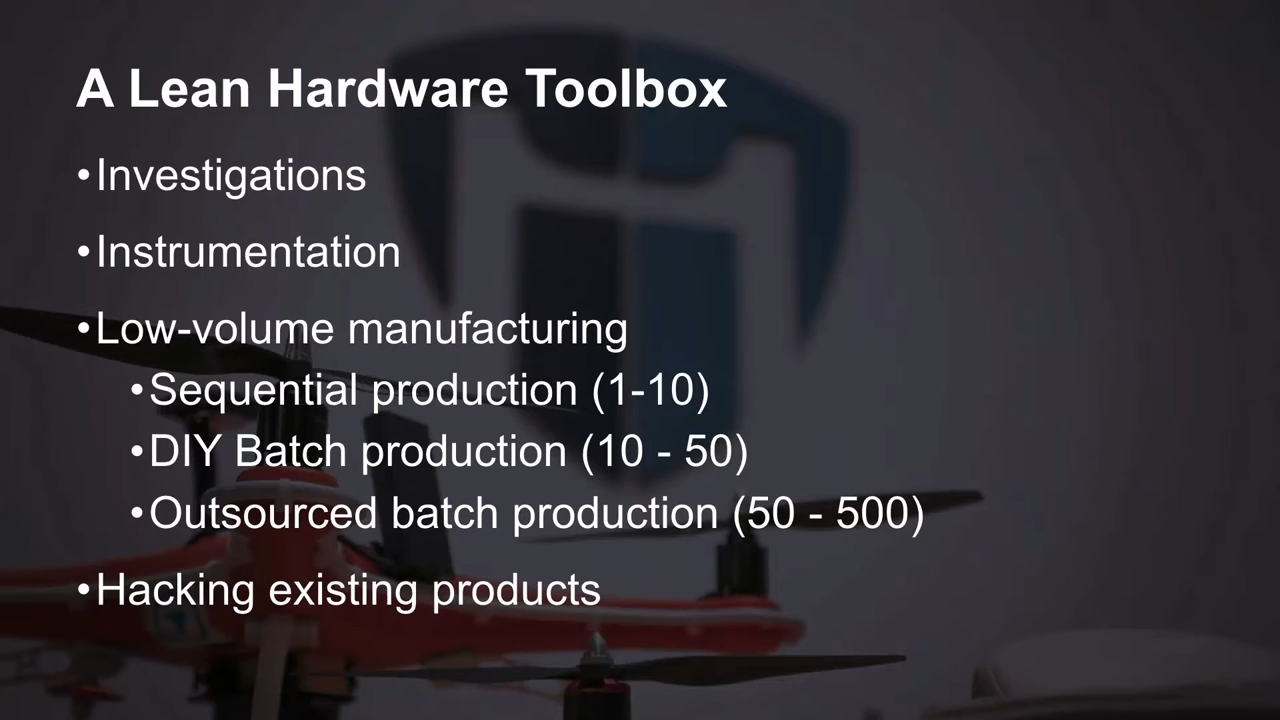 A Lean Hardware Toolbox
•Investigations
•Instrumentation
•Low-volume manufacturing
•Sequential production (1-10)
•DIY Batch production (10 - 50)
•Outsourced batch production (50 - 500)
•Hacking existing products